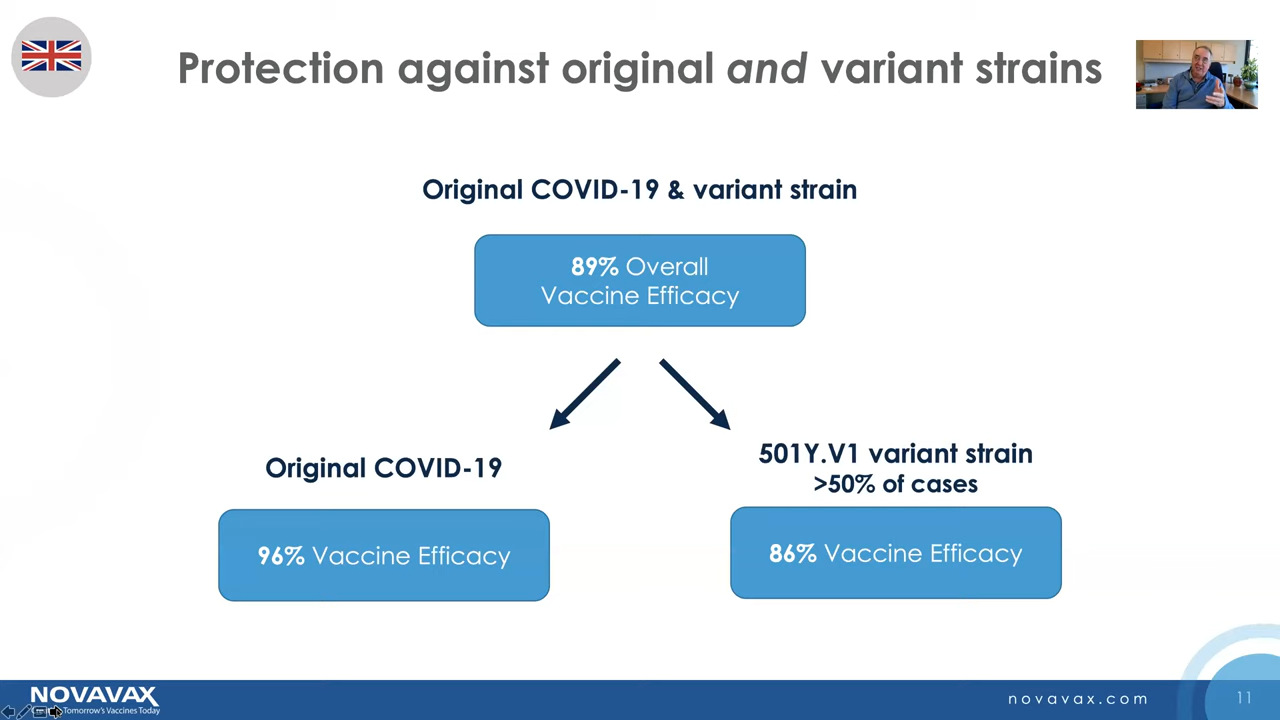 Protection against original and variant strains
Original COVID-19 & variant strain
89% Overall
Vaccine Efficacy
Original COVID-19
96% Vaccine Efficacy
501Y.V1 variant strain
>50% of cases
86% Vaccine Efficacy
NOVAVAX
Tomorrow's Vaccines Today
novavax.com
11